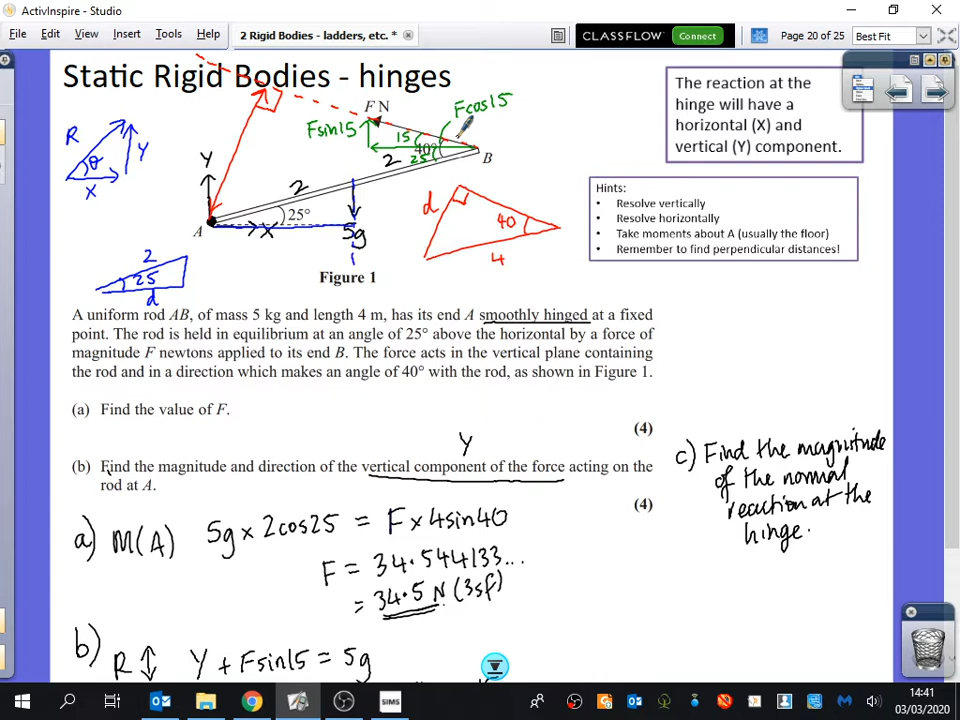 ActivInspire - Studio
File Edit View Insert Tools Help
2 Rigid Bodies - ladders, etc. *
CLASSFLOW Connect
Page 20 of 25
Best Fit
Static Rigid Bodies - hinges
The reaction at the
hinge will have a
horizontal (X) and
vertical (Y) component.
Hints:
• Resolve vertically
• Resolve horizontally
• Take moments about A (usually the floor)
• Remember to find perpendicular distances!
R
θ
Y
X
Y
A
X
2
25°
5g
2
F N
Fsin15
Fcos15
15
40°
25
B
d
40
4
2
25
d
Figure 1
A uniform rod AB, of mass 5 kg and length 4 m, has its end A smoothly hinged at a fixed
point. The rod is held in equilibrium at an angle of 25° above the horizontal by a force of
magnitude F newtons applied to its end B. The force acts in the vertical plane containing
the rod and in a direction which makes an angle of 40° with the rod, as shown in Figure 1.
(a) Find the value of F.
(4)
Y
(b) Find the magnitude and direction of the vertical component of the force acting on the
rod at A.
(4)
c) Find the magnitude
of the normal
reaction at the
hinge.
a) M(A) 5g x 2cos25 = F x 4sin40
F = 34.544133...
= 34.5 N (3sf)
b) R ↕ Y + Fsin15 = 5g
SIMS
14:41
03/03/2020